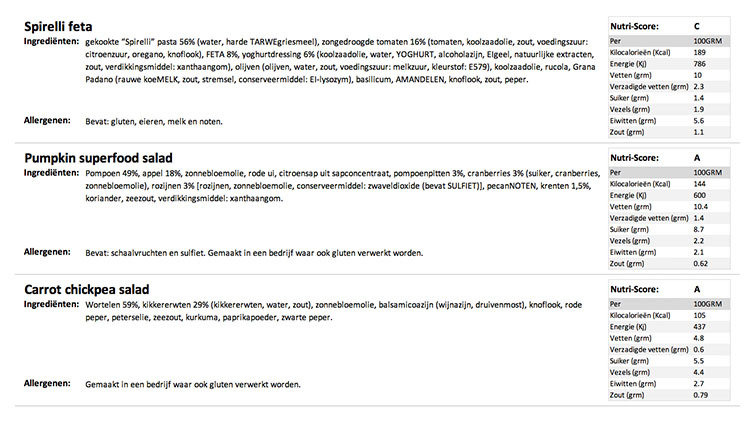 Spirelli feta
Ingrediënten: gekookte “Spirelli” pasta 56% (water, harde TARWEgriesmeel), zongedroogde tomaten 16% (tomaten, koolzaadolie, zout, voedingszuur:
citroenzuur, oregano, knoflook), FETA 8%, yoghurtdressing 6% (koolzaadolie, water, YOGHURT, alcoholazijn, EIgeel, natuurlijke extracten,
zout, verdikkingsmiddel: xanthaangom), olijven (olijven, water, zout, voedingszuur: melkzuur, kleurstof: E579), koolzaadolie, rucola, Grana
Padano (rauwe koeMELK, zout, stremsel, conserveermiddel: EI-lysozym), basilicum, AMANDELEN, knoflook, zout, peper.
Allergenen: Bevat: gluten, eieren, melk en noten.
Nutri-Score: C
Per 100GRM
Kilocalorieën (Kcal) 189
Energie (Kj) 786
Vetten (grm) 10
Verzadigde vetten (grm) 2.3
Suiker (grm) 1.4
Vezels (grm) 1.9
Eiwitten (grm) 5.6
Zout (grm) 1.1
Pumpkin superfood salad
Ingrediënten: Pompoen 49%, appel 18%, zonnebloemolie, rode ui, citroensap uit sapconcentraat, pompoenpitten 3%, cranberries 3% (suiker, cranberries,
zonnebloemolie), rozijnen 3% [rozijnen, zonnebloemolie, conserveermiddel: zwaveldioxide (bevat SULFIET)], pecanNOTEN, krenten 1,5%,
koriander, zeezout, verdikkingsmiddel: xanthaangom.
Allergenen: Bevat: schaalvruchten en sulfiet. Gemaakt in een bedrijf waar ook gluten verwerkt worden.
Nutri-Score: A
Per 100GRM
Kilocalorieën (Kcal) 144
Energie (Kj) 600
Vetten (grm) 10.4
Verzadigde vetten (grm) 1.4
Suiker (grm) 8.7
Vezels (grm) 2.2
Eiwitten (grm) 2.1
Zout (grm) 0.62
Carrot chickpea salad
Ingrediënten: Wortelen 59%, kikkererwten 29% (kikkererwten, water, zout), zonnebloemolie, balsamicoazijn (wijnazijn, druivenmost), knoflook, rode
peper, peterselie, zeezout, kurkuma, paprikapoeder, zwarte peper.
Allergenen: Gemaakt in een bedrijf waar ook gluten verwerkt worden.
Nutri-Score: A
Per 100GRM
Kilocalorieën (Kcal) 105
Energie (Kj) 437
Vetten (grm) 4.8
Verzadigde vetten (grm) 0.6
Suiker (grm) 5.5
Vezels (grm) 4.4
Eiwitten (grm) 2.7
Zout (grm) 0.79